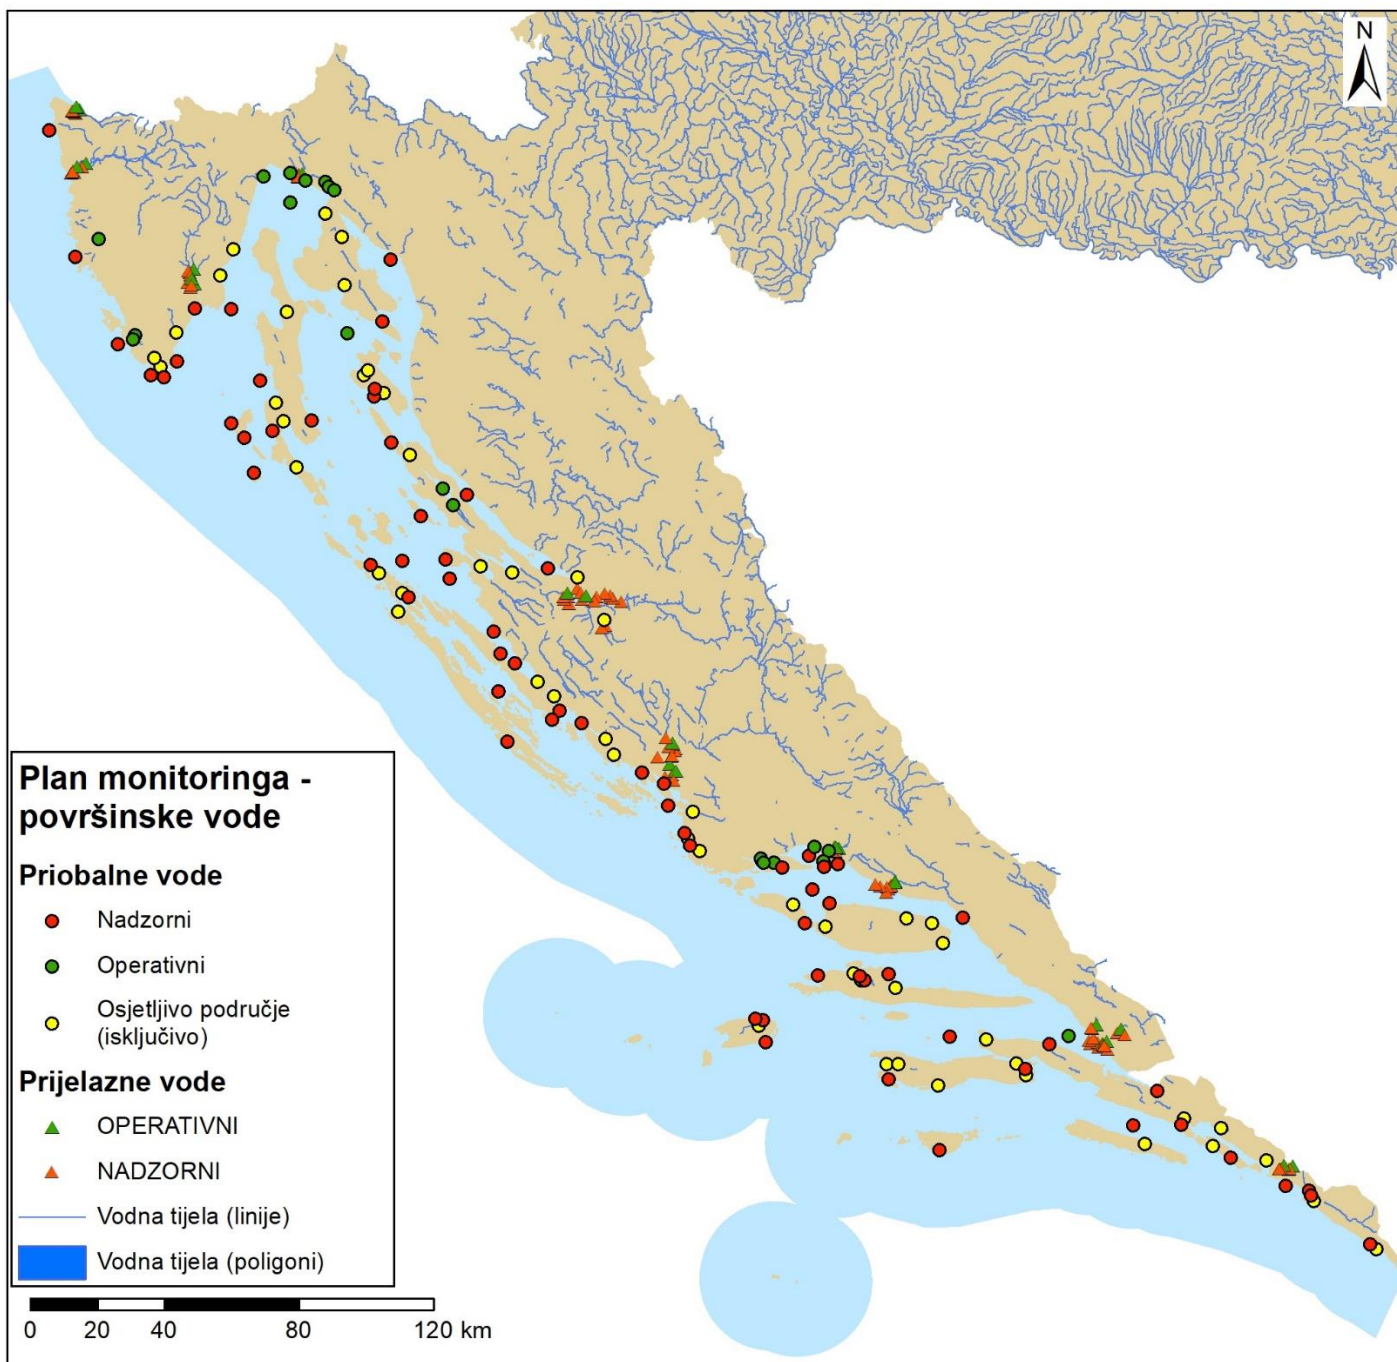 N
Plan monitoringa -
površinske vode
Priobalne vode
Nadzorni
Operativni
Osjetljivo područje
(isključivo)
Prijelazne vode
OPERATIVNI
NADZORNI
Vodna tijela (linije)
Vodna tijela (poligoni)
0 20 40 80 120 km